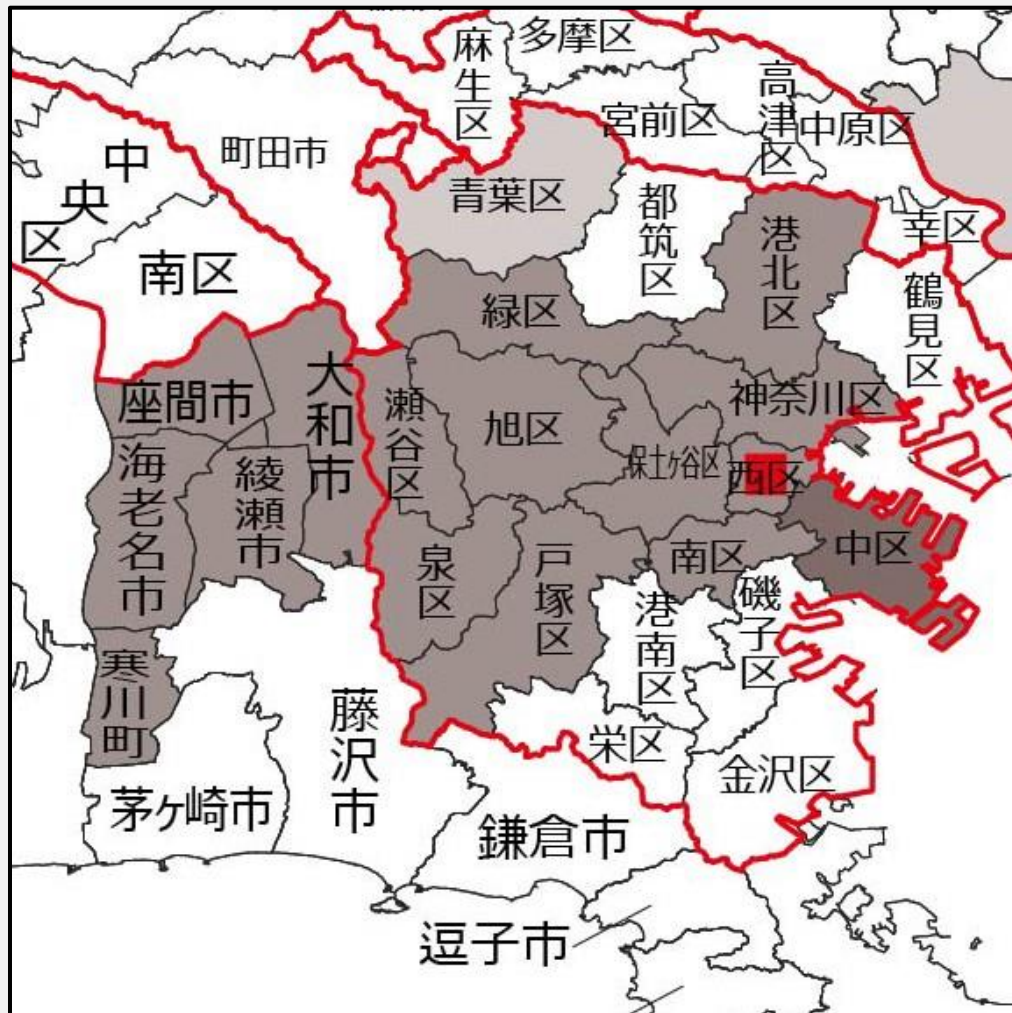 多摩区
麻生区
高津区
宮前区
中原区
町田市
中央区
青葉区
都筑区
幸区
南区
港北区
鶴見区
緑区
大和市
座間市
瀬谷区
旭区
神奈川区
保土ヶ谷区
西区
海老名市
綾瀬市
泉区
戸塚区
南区
中区
磯子区
港南区
寒川町
藤沢市
栄区
金沢区
茅ヶ崎市
鎌倉市
逗子市